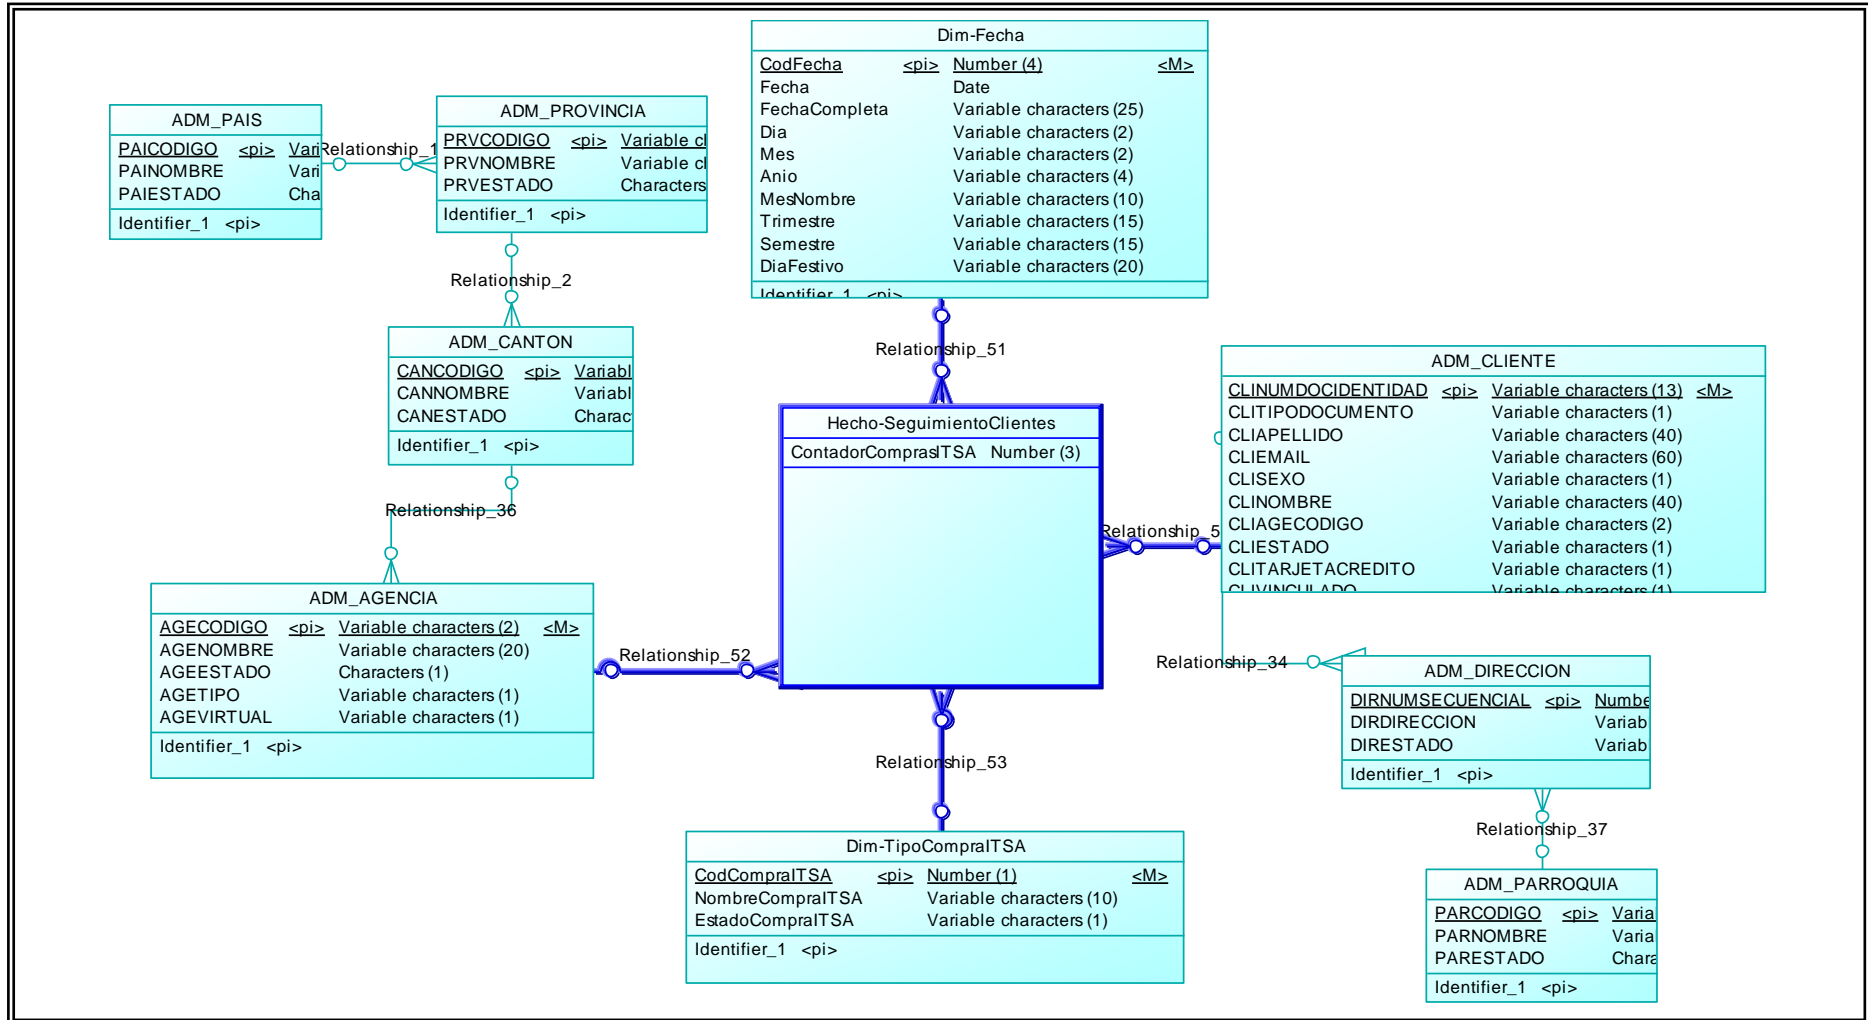 Dim-Fecha
CodFecha <pi> Number (4) <M>
Fecha Date
FechaCompleta Variable characters (25)
Dia Variable characters (2)
Mes Variable characters (2)
Anio Variable characters (4)
MesNombre Variable characters (10)
Trimestre Variable characters (15)
Semestre Variable characters (15)
DiaFestivo Variable characters (20)
Identifier_1 <pi>
ADM_PAIS
PAICODIGO <pi> Vari
PAINOMBRE Vari
PAIESTADO Cha
Identifier_1 <pi>
Relationship_1
ADM_PROVINCIA
PRVCODIGO <pi> Variable cl
PRVNOMBRE Variable cl
PRVESTADO Characters
Identifier_1 <pi>
Relationship_2
ADM_CANTON
CANCODIGO <pi> Variabl
CANNOMBRE Variabl
CANESTADO Charac
Identifier_1 <pi>
Relationship_36
Relationship_51
Hecho-SeguimientoClientes
ContadorComprasITSA Number (3)
Relationship_5
ADM_CLIENTE
CLINUMDOCIDENTIDAD <pi> Variable characters (13) <M>
CLITIPODOCUMENTO Variable characters (1)
CLIAPELLIDO Variable characters (40)
CLIEMAIL Variable characters (60)
CLISEXO Variable characters (1)
CLINOMBRE Variable characters (40)
CLIAGECODIGO Variable characters (2)
CLIESTADO Variable characters (1)
CLITARJETACREDITO Variable characters (1)
CLIVINCULADO Variable characters (1)
ADM_AGENCIA
AGECODIGO <pi> Variable characters (2) <M>
AGENOMBRE Variable characters (20)
AGEESTADO Characters (1)
AGETIPO Variable characters (1)
AGEVIRTUAL Variable characters (1)
Identifier_1 <pi>
Relationship_52
Relationship_34
ADM_DIRECCION
DIRNUMSECUENCIAL <pi> Numbe
DIRDIRECCION Variab
DIRESTADO Variab
Identifier_1 <pi>
Relationship_53
Relationship_37
Dim-TipoCompraITSA
CodCompraITSA <pi> Number (1) <M>
NombreCompraITSA Variable characters (10)
EstadoCompraITSA Variable characters (1)
Identifier_1 <pi>
ADM_PARROQUIA
PARCODIGO <pi> Varia
PARNOMBRE Varia
PARESTADO Chara
Identifier_1 <pi>